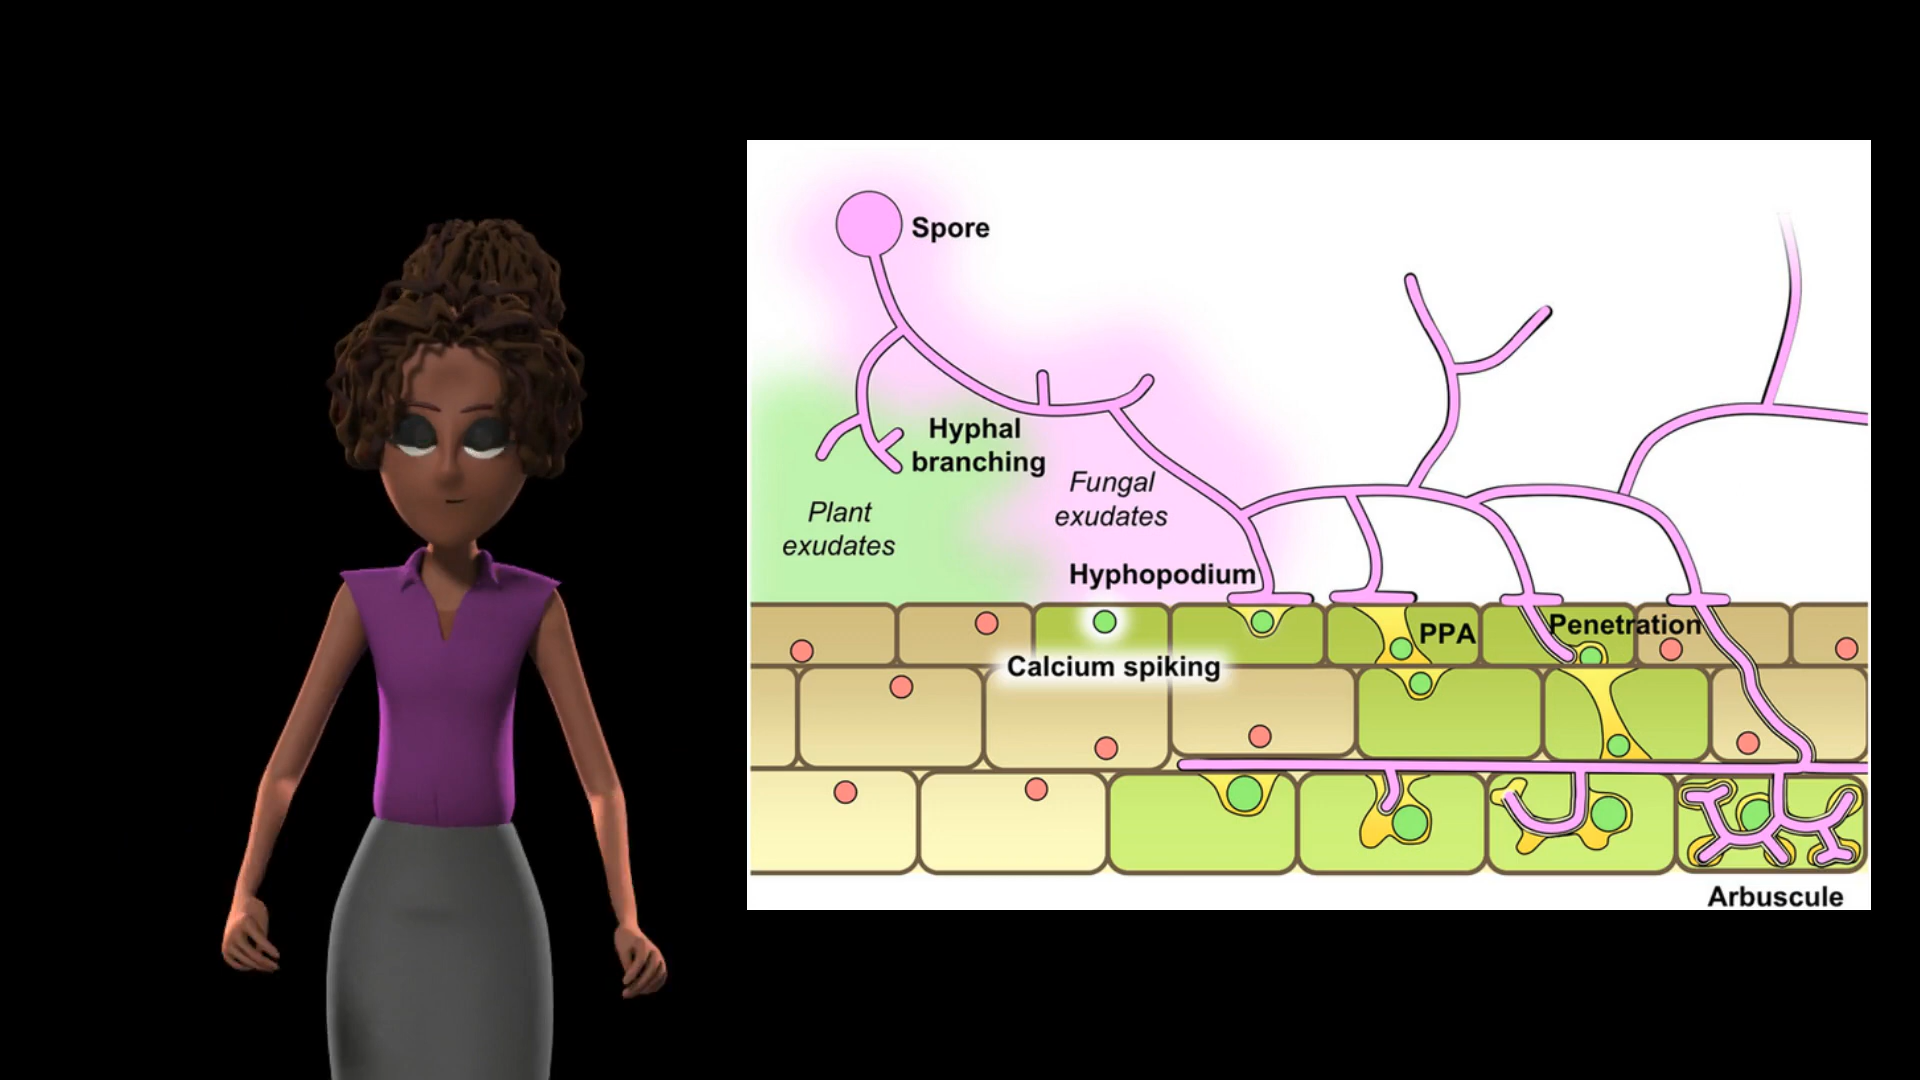 Spore
Hyphal
branching
Fungal
exudates
Plant
exudates
Hyphopodium
PPA
Penetration
Calcium spiking
Arbuscule